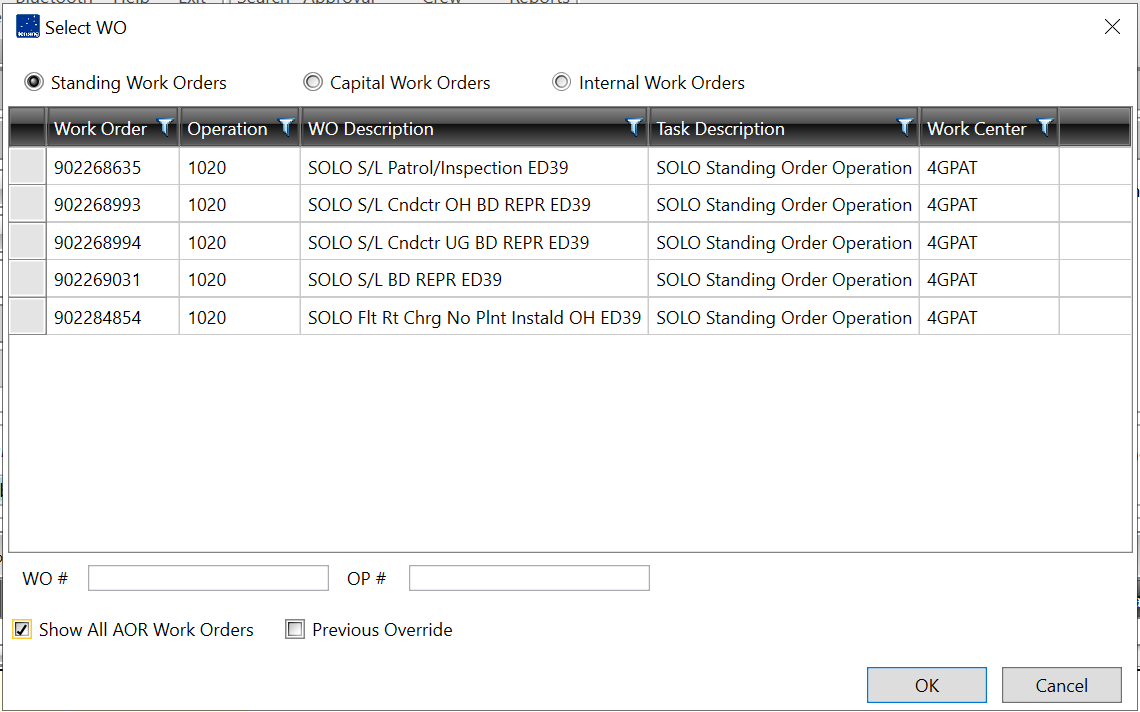 Select WO
Standing Work Orders Capital Work Orders Internal Work Orders
Work Order Operation WO Description Task Description Work Center
902268635 1020 SOLO S/L Patrol/Inspection ED39 SOLO Standing Order Operation 4GPAT
902268993 1020 SOLO S/L Cndctr OH BD REPR ED39 SOLO Standing Order Operation 4GPAT
902268994 1020 SOLO S/L Cndctr UG BD REPR ED39 SOLO Standing Order Operation 4GPAT
902269031 1020 SOLO S/L BD REPR ED39 SOLO Standing Order Operation 4GPAT
902284854 1020 SOLO Flt Rt Chrg No Plnt Instald OH ED39 SOLO Standing Order Operation 4GPAT
WO # OP #
Show All AOR Work Orders Previous Override
OK Cancel